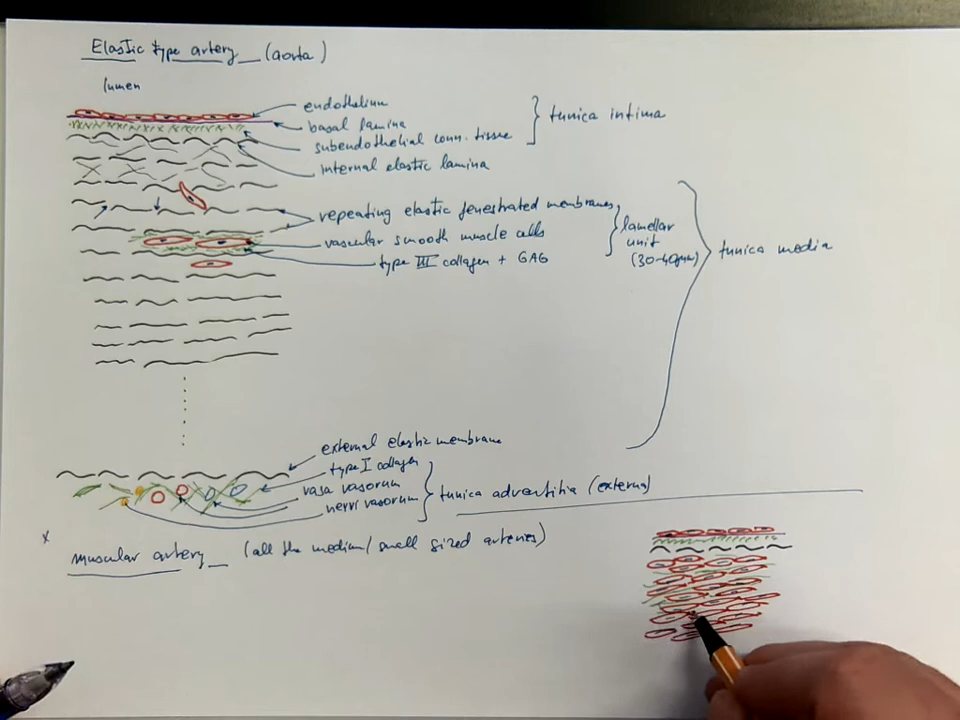 Elastic type artery (aorta)
lumen
endothelium
basal lamina
subendothelial conn. tissue
tunica intima
internal elastic lamina
repeating elastic fenestrated membranes,
vascular smooth muscle cells
type III collagen + GAG
lamellar
unit
(30-40µm)
tunica media
external elastic membrane
type I collagen
vasa vasorum
nervi vasorum
tunica adventitia (externa)
x
muscular artery (all the medium/small sized arteries)